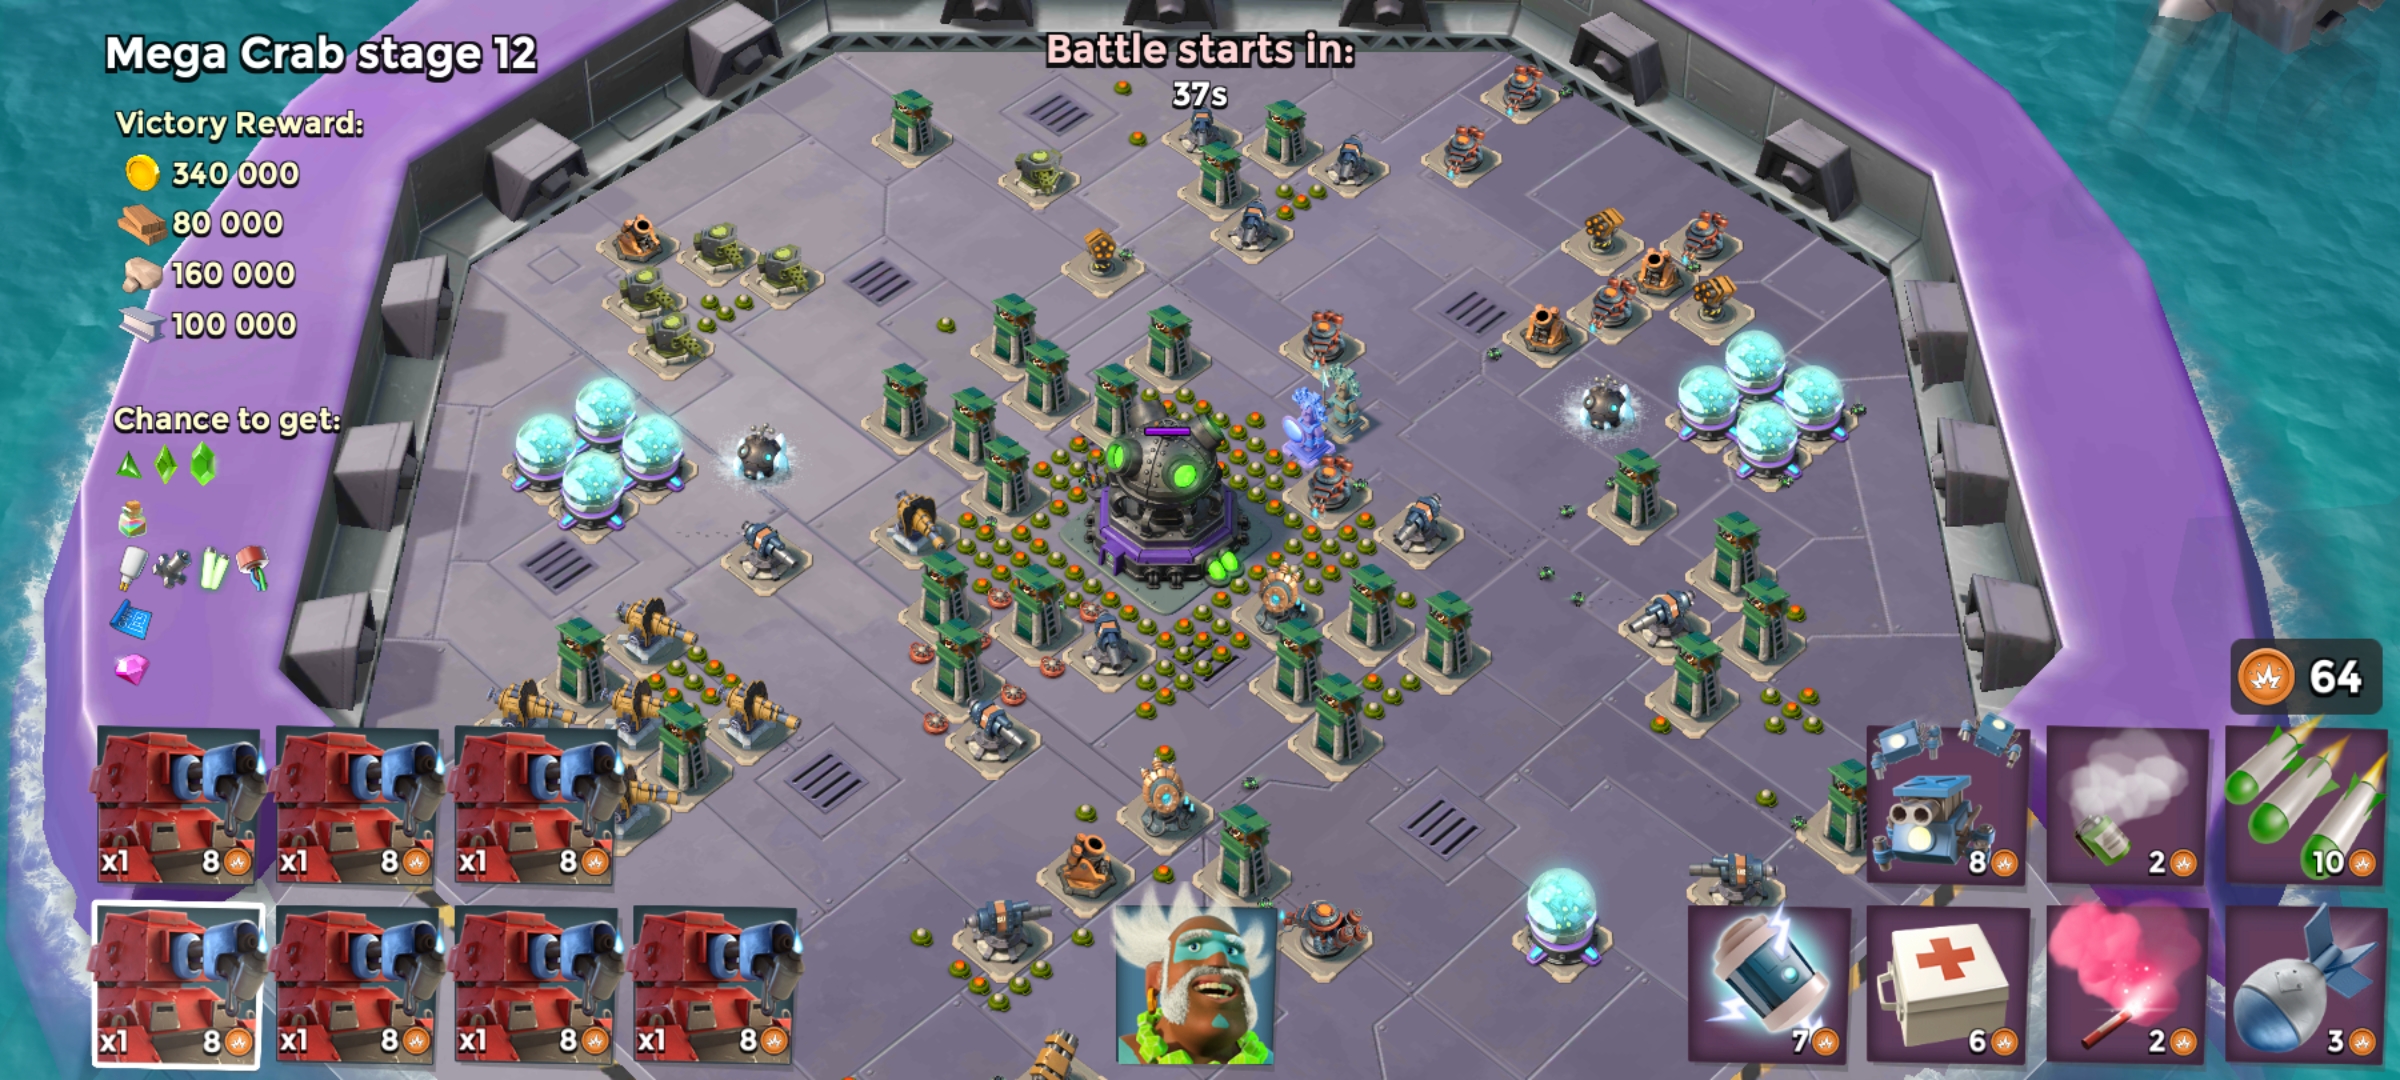 Mega Crab stage 12
Battle starts in:
37s
Victory Reward:
340 000
80 000
160 000
100 000
Chance to get:
64
x1 8
x1 8
x1 8
8
2
10
x1 8
x1 8
x1 8
x1 8
7
6
2
3